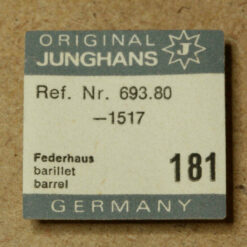 ORIGINAL
JUNGHANS J
Ref. Nr. 693.80
-1517
Federhaus
barillet
barrel
181
GERMANY